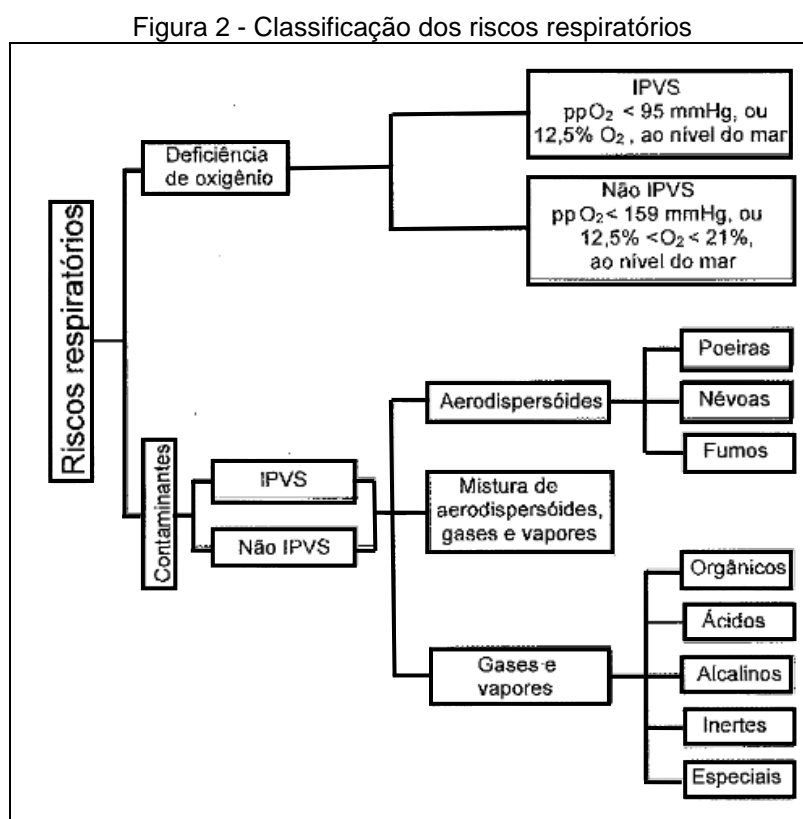 Figura 2 - Classificação dos riscos respiratórios
Riscos respiratórios
Deficiência
de oxigênio
IPVS
ppO₂ < 95 mmHg, ou
12,5% O₂, ao nível do mar
Não IPVS
ppO₂< 159 mmHg, ou
12,5% <O₂< 21%,
ao nível do mar
Contaminantes
IPVS
Não IPVS
Aerodispersóides
Poeiras
Névoas
Fumos
Mistura de
aerodispersóides,
gases e vapores
Gases e
vapores
Orgânicos
Ácidos
Alcalinos
Inertes
Especiais